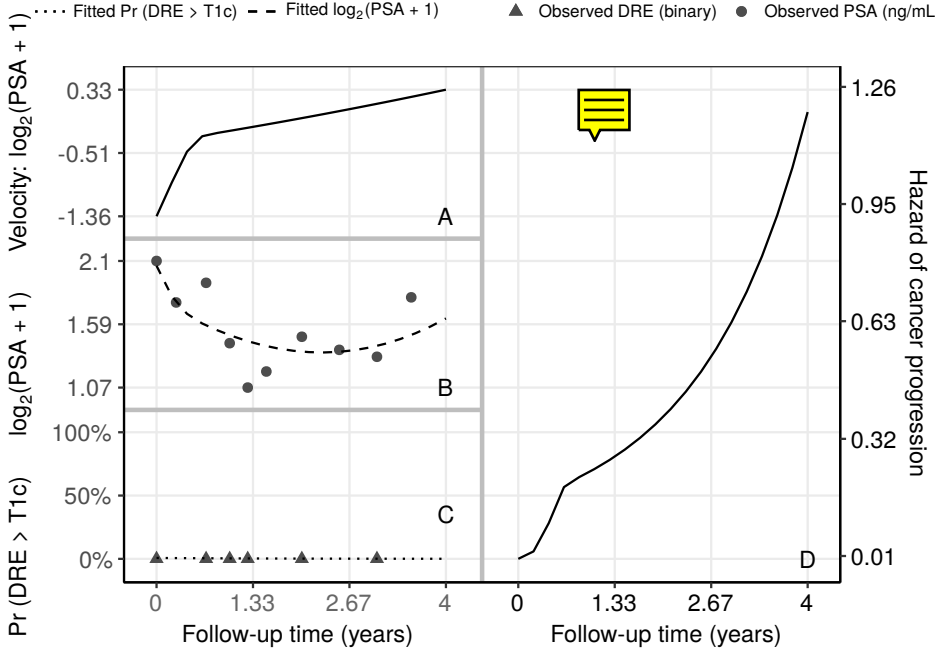 Fitted Pr (DRE > T1c) Fitted log₂(PSA + 1) Observed DRE (binary) Observed PSA (ng/mL
Velocity: log₂(PSA + 1)
log₂(PSA + 1)
Pr (DRE > T1c)
0.33
-0.51
-1.36
A
2.1
1.59
1.07
B
100%
50%
0%
C
0 1.33 2.67 4
Follow-up time (years)
D
0 1.33 2.67 4
Follow-up time (years)
1.26
0.95
0.63
0.32
0.01
Hazard of cancer progression